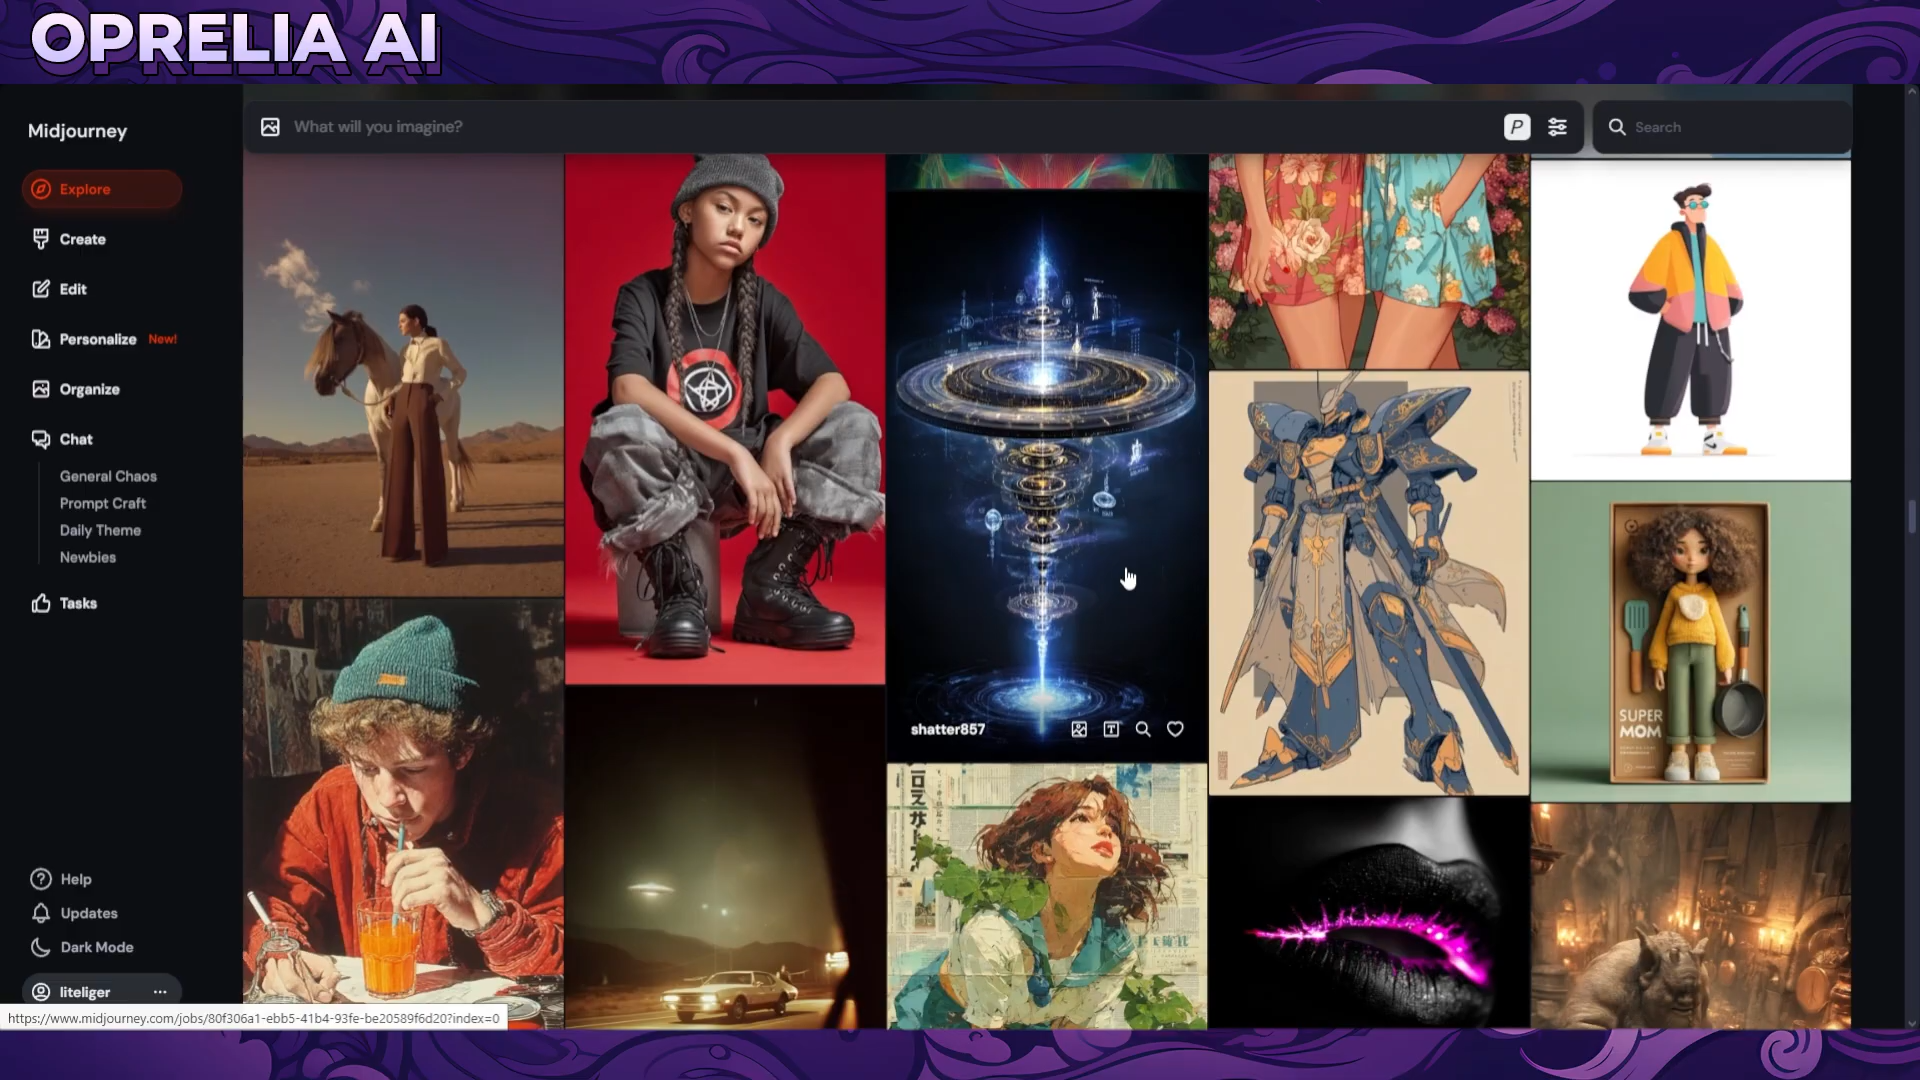 OPRELIA AI
Midjourney
What will you imagine?
P
Search
Explore
Create
Edit
Personalize New!
Organize
Chat
General Chaos
Prompt Craft
Daily Theme
Newbies
Tasks
Help
Updates
Dark Mode
liteliger ...
https://www.midjourney.com/jobs/80f306a1-ebb5-41b4-93fe-be20589f6d20?index=0
shatter857
T
SUPER
MOM